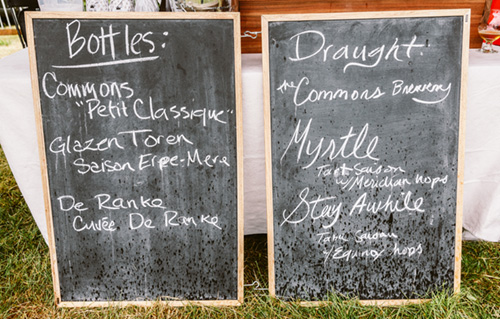 Bottles:
Commons
"Petit Classique"
Glazen Toren
Saison Erpe-Mere
De Ranke
Cuvée De Ranke
Draught:
the Commons Brewery
Myrtle
Tart Saison
w/Meridian hops
Stay Awhile
Table Saison
w/Equinox hops